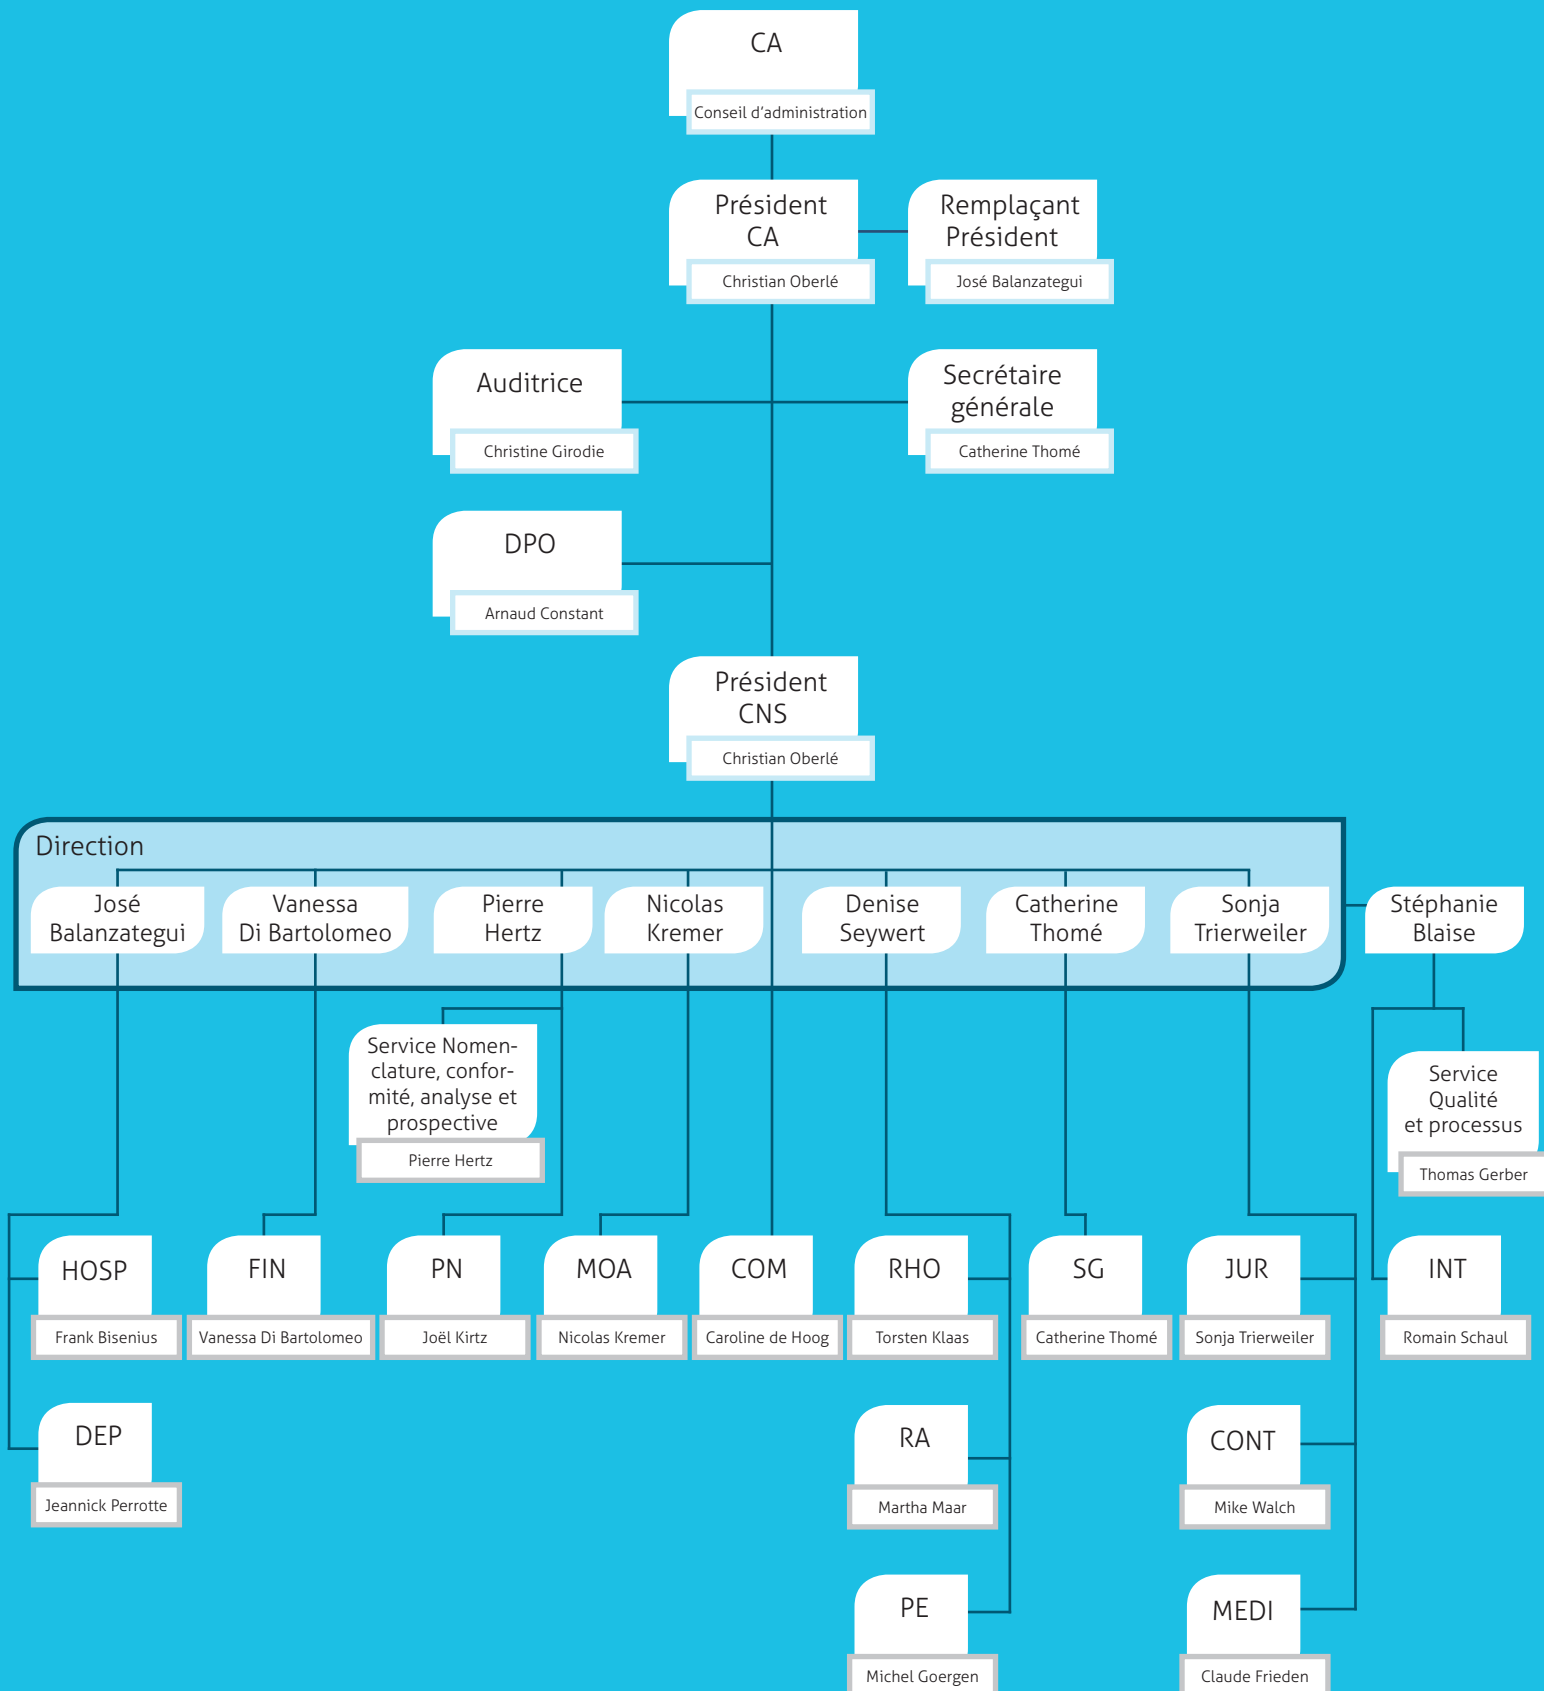 CA
Conseil d'administration
Président
CA
Christian Oberlé
Remplaçant
Président
José Balanzategui
Auditrice
Christine Girodie
Secrétaire
générale
Catherine Thomé
DPO
Arnaud Constant
Président
CNS
Christian Oberlé
Direction
José
Balanzategui
Vanessa
Di Bartolomeo
Pierre
Hertz
Nicolas
Kremer
Denise
Seywert
Catherine
Thomé
Sonja
Trierweiler
Stéphanie
Blaise
Service Nomen-
clature, confor-
mité, analyse et
prospective
Pierre Hertz
Service
Qualité
et processus
Thomas Gerber
HOSP
Frank Bisenius
FIN
Vanessa Di Bartolomeo
PN
Joël Kirtz
MOA
Nicolas Kremer
COM
Caroline de Hoog
RHO
Torsten Klaas
SG
Catherine Thomé
JUR
Sonja Trierweiler
INT
Romain Schaul
DEP
Jeannick Perrotte
RA
Martha Maar
CONT
Mike Walch
PE
Michel Goergen
MEDI
Claude Frieden